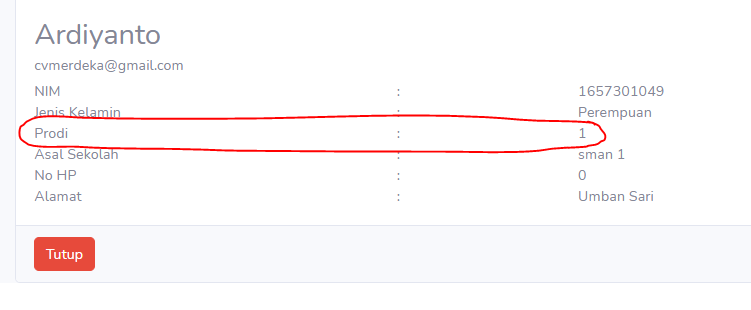 Ardiyanto
cvmerdeka@gmail.com
NIM : 1657301049
Jenis Kelamin : Perempuan
Prodi : 1
Asal Sekolah : sman 1
No HP : 0
Alamat : Umban Sari
Tutup